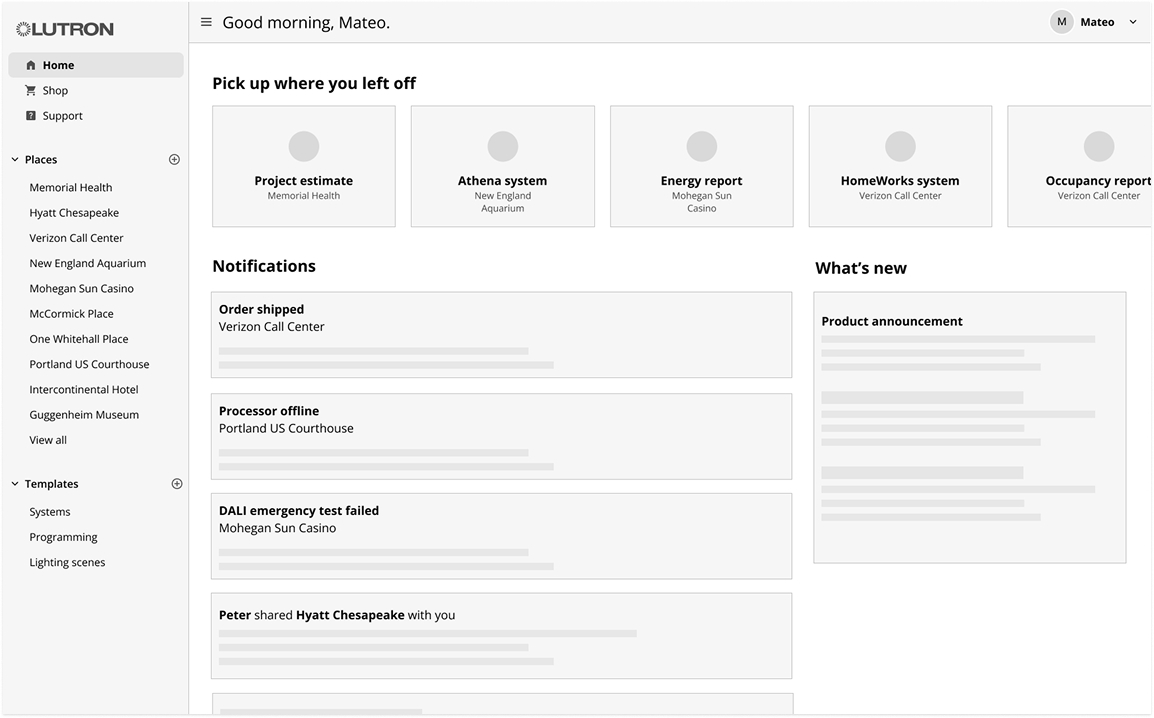 LUTRON
Good morning, Mateo.
M
Mateo
Home
Shop
Support
Places
Memorial Health
Hyatt Chesapeake
Verizon Call Center
New England Aquarium
Mohegan Sun Casino
McCormick Place
One Whitehall Place
Portland US Courthouse
Intercontinental Hotel
Guggenheim Museum
View all
Templates
Systems
Programming
Lighting scenes
Pick up where you left off
Project estimate
Memorial Health
Athena system
New England
Aquarium
Energy report
Mohegan Sun
Casino
HomeWorks system
Verizon Call Center
Occupancy report
Verizon Call Center
Notifications
Order shipped
Verizon Call Center
Processor offline
Portland US Courthouse
DALI emergency test failed
Mohegan Sun Casino
Peter shared Hyatt Chesapeake with you
What’s new
Product announcement